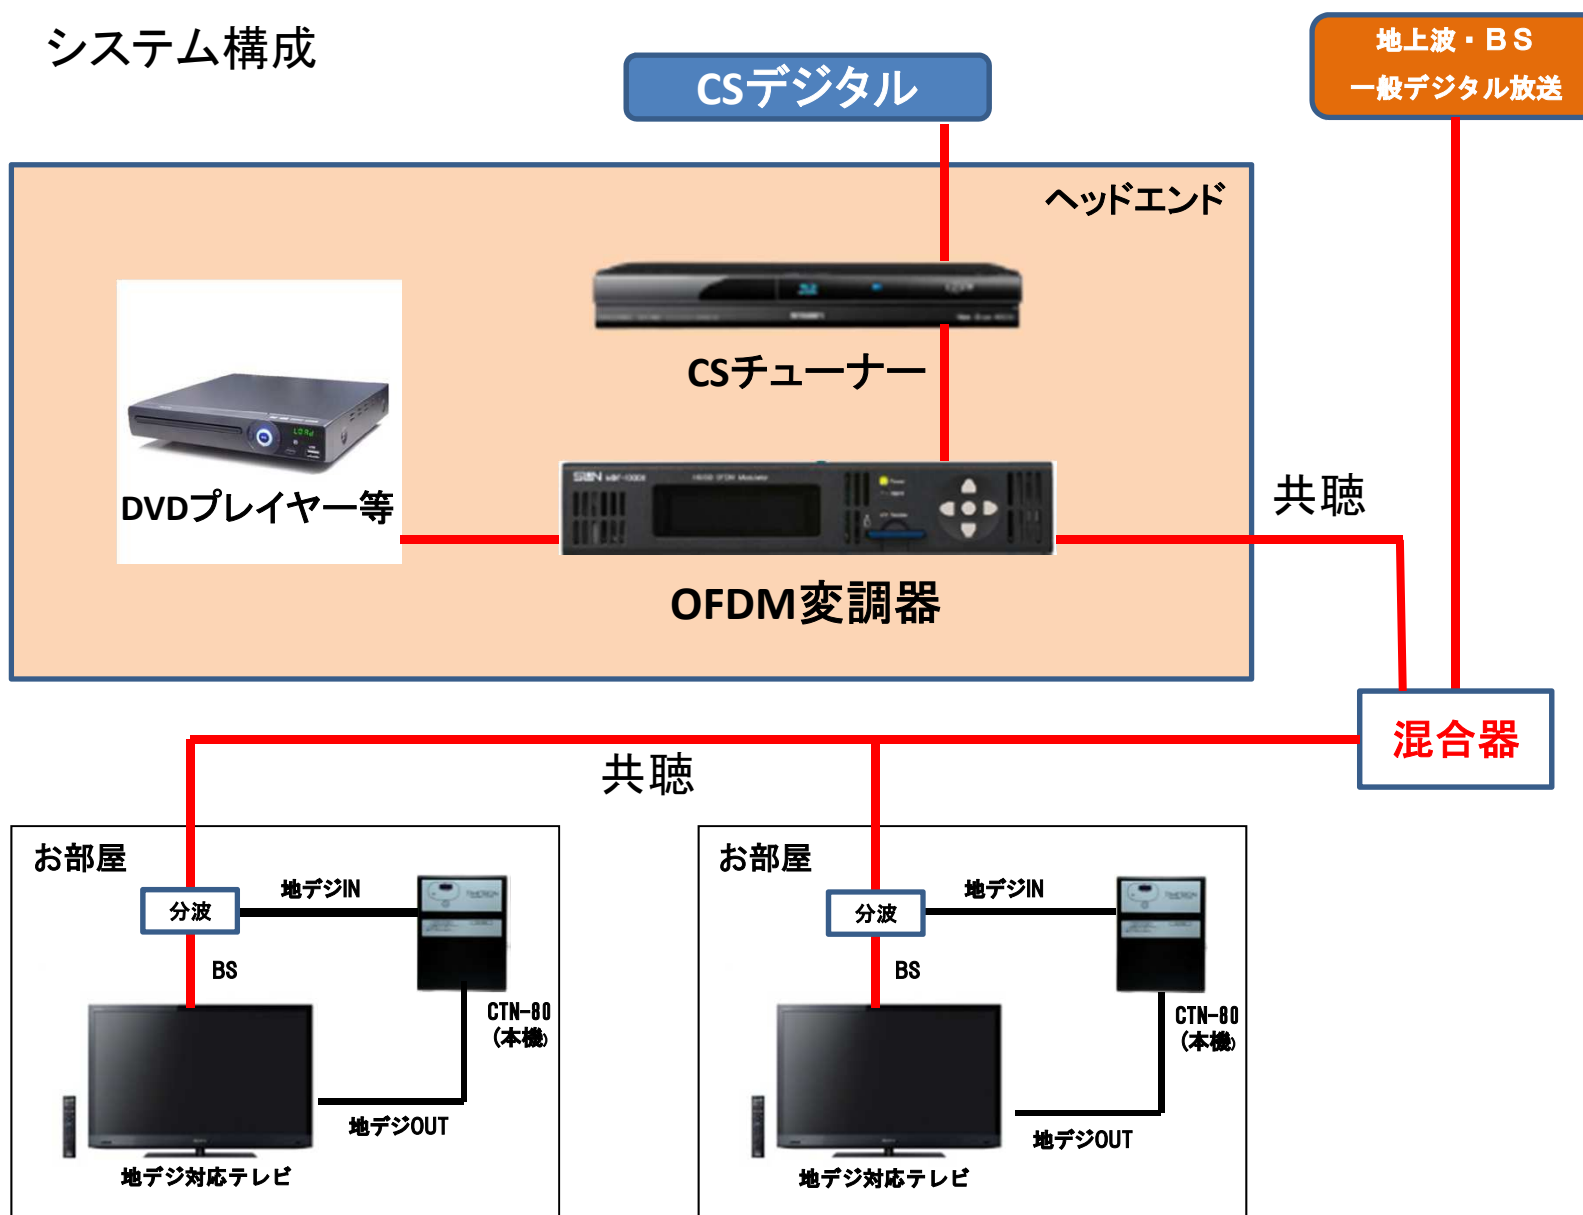 システム構成
CSデジタル
地上波・BS
一般デジタル放送
ヘッドエンド
CSチューナー
DVDプレイヤー等
HD/SD OFDM Modulator
Power
OFDM変調器
共聴
混合器
共聴
お部屋
分波
地デジIN
BS
CTN-80
(本機)
地デジOUT
地デジ対応テレビ
お部屋
分波
地デジIN
BS
CTN-80
(本機)
地デジOUT
地デジ対応テレビ